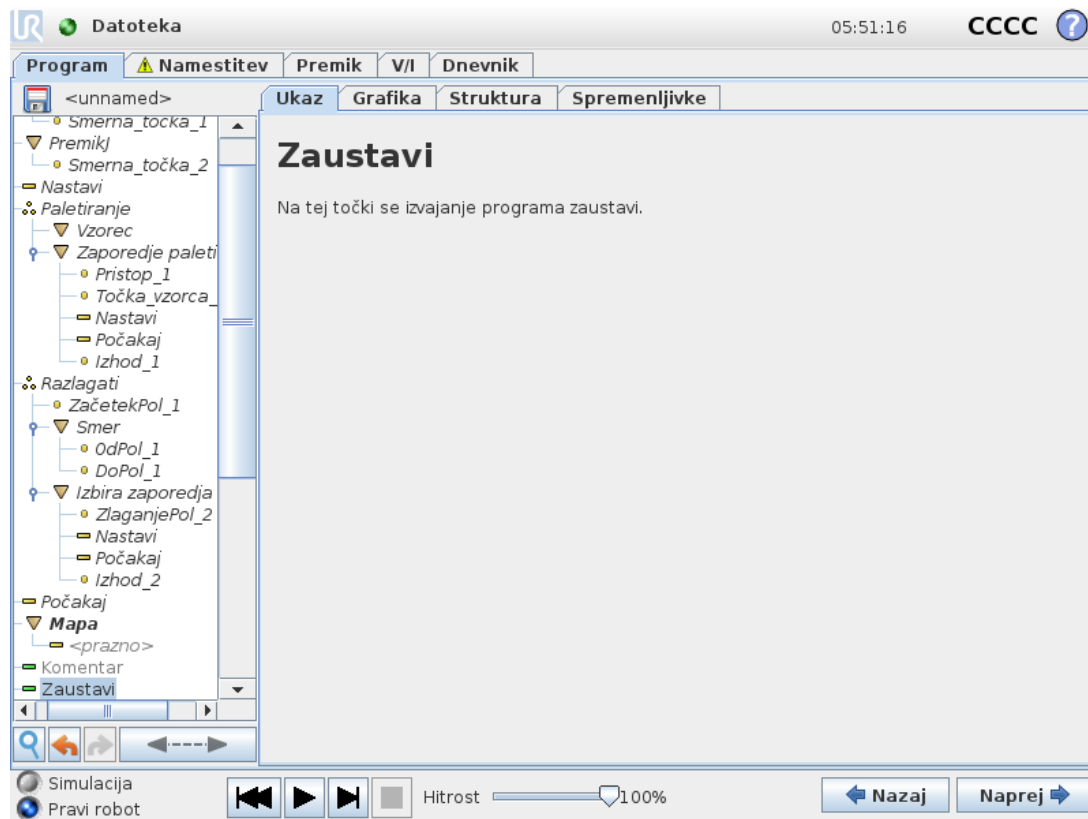 UR Datoteka 05:51:16 CCCC ?
Program Namestitev Premik V/I Dnevnik
<unnamed>
Ukaz Grafika Struktura Spremenljivke
Smerna_točka_1
PremikJ
Smerna_točka_2
Nastavi
Paletiranje
Vzorec
Zaporedje paleti
Pristop_1
Točka_vzorca_
Nastavi
Počakaj
Izhod_1
Razlagati
ZačetekPol_1
Smer
OdPol_1
DoPol_1
Izbira zaporedja
ZlaganjePol_2
Nastavi
Počakaj
Izhod_2
Počakaj
Mapa
<prazno>
Komentar
Zaustavi
Zaustavi
Na tej točki se izvajanje programa zaustavi.
Simulacija
Pravi robot
Hitrost 100%
Nazaj Naprej